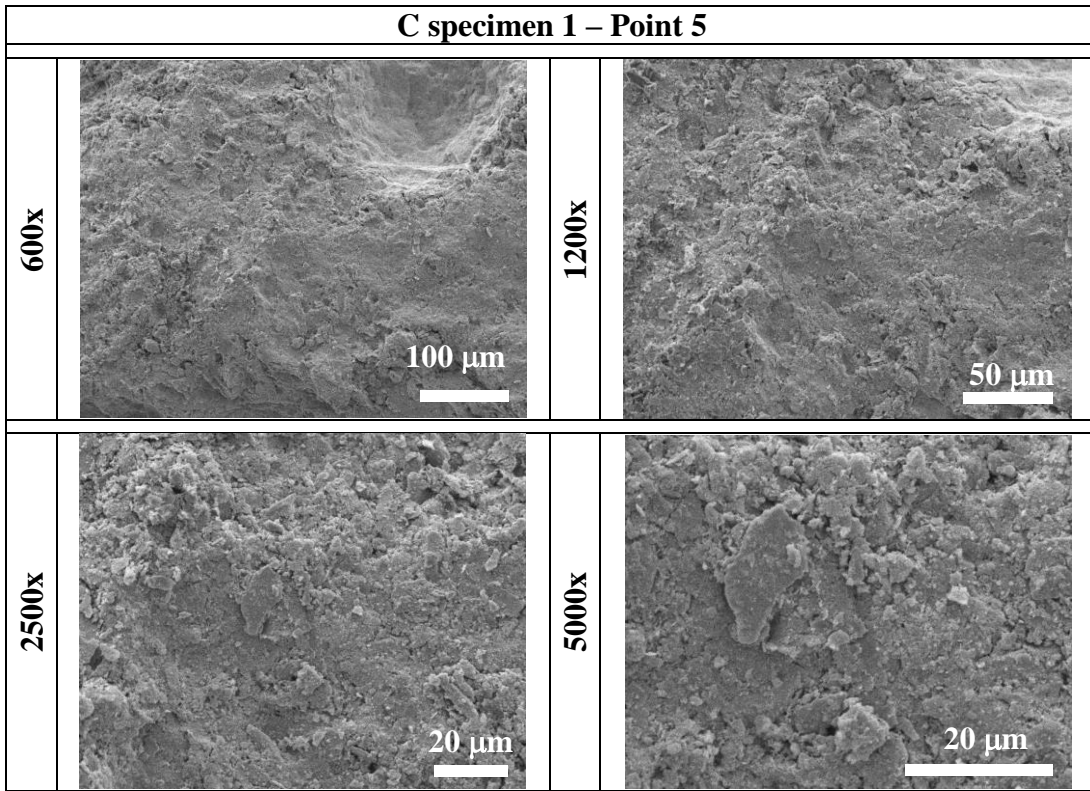 C specimen 1 – Point 5
600x
100 μm
1200x
50 μm
2500x
20 μm
5000x
20 μm